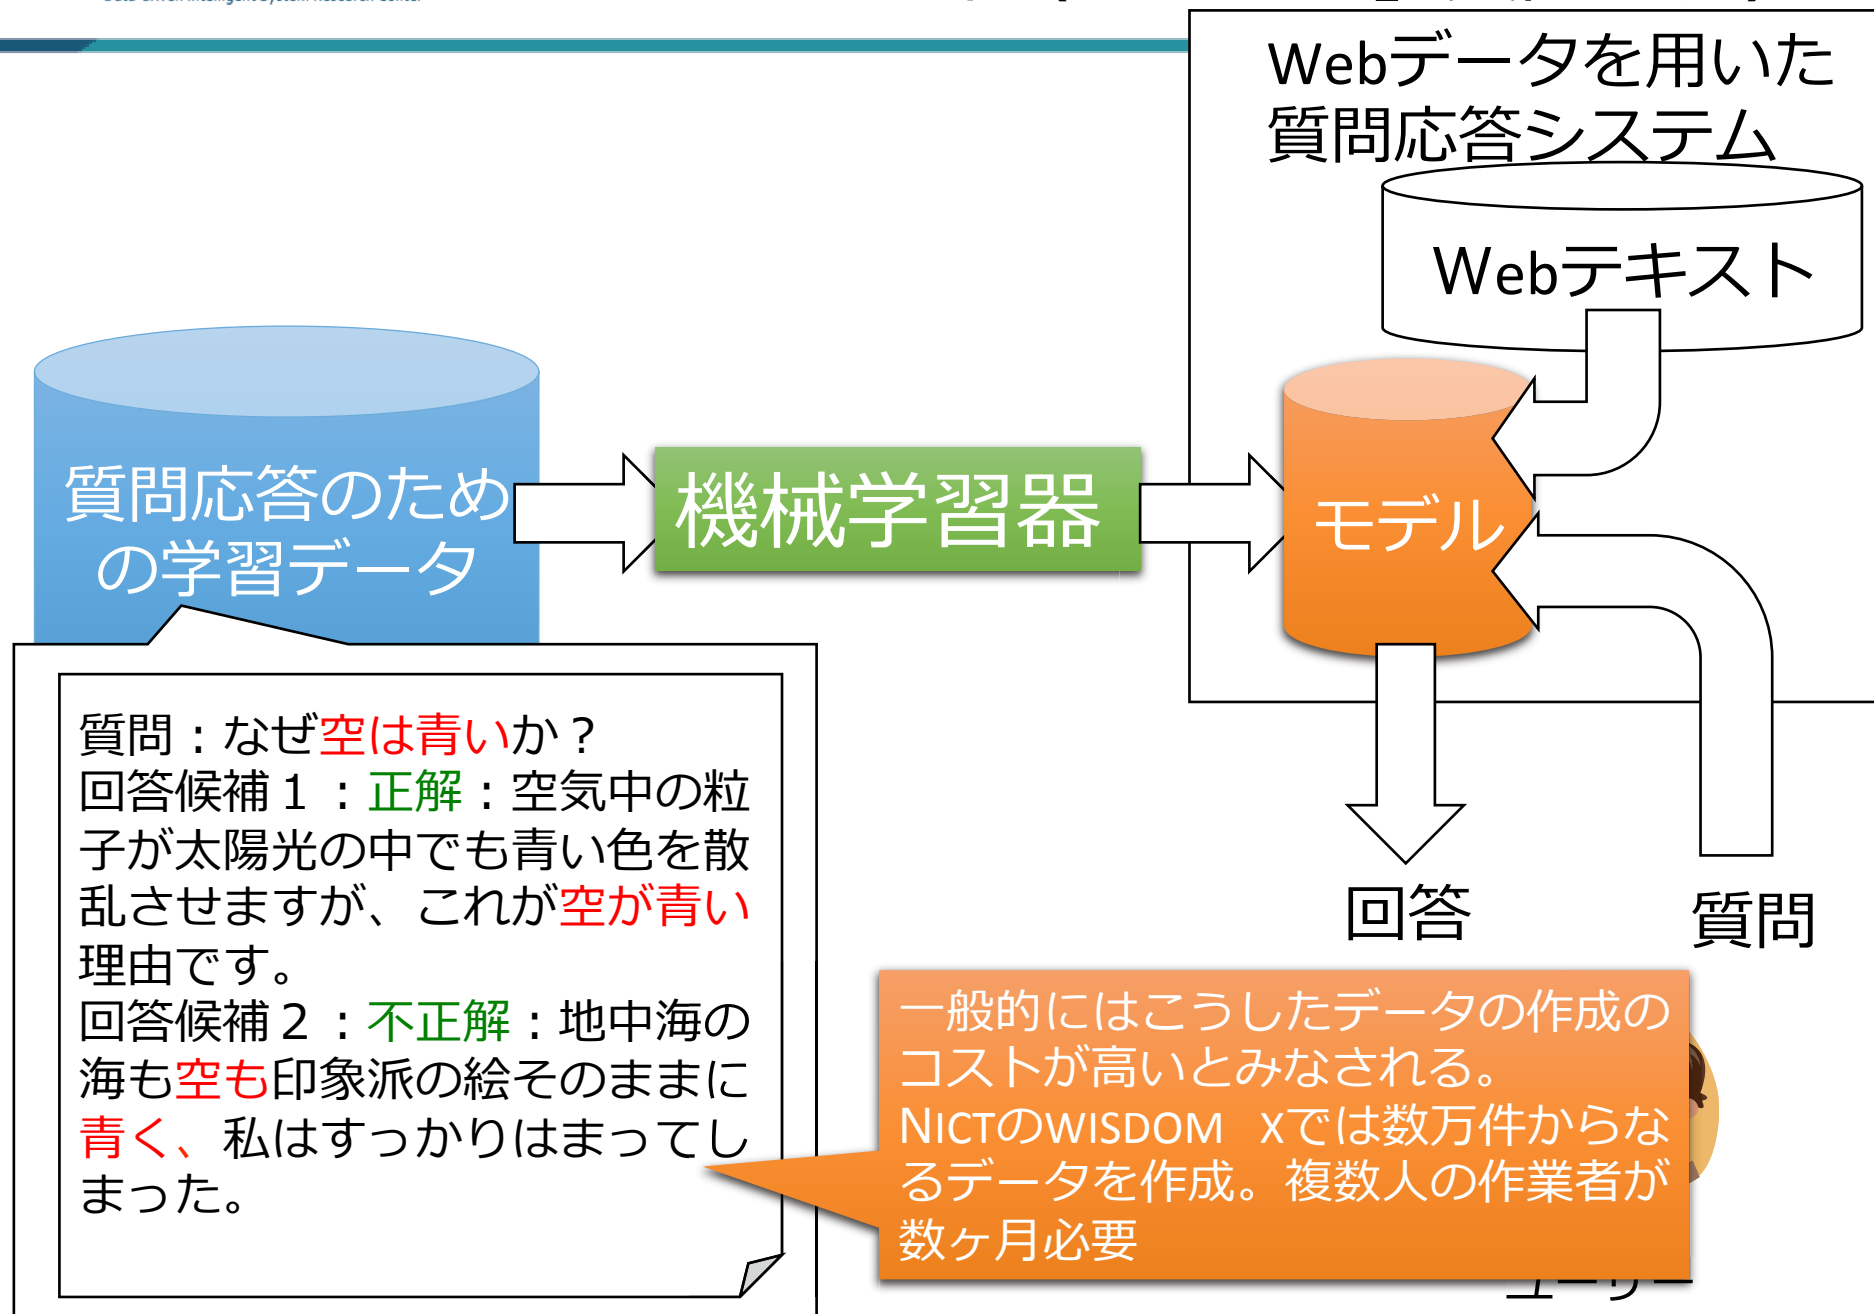 Webデータを用いた
質問応答システム
Webテキスト
質問応答のため
の学習データ
機械学習器
モデル
質問：なぜ空は青いか？
回答候補１：正解：空気中の粒
子が太陽光の中でも青い色を散
乱させますが、これが空が青い
理由です。
回答候補２：不正解：地中海の
海も空も印象派の絵そのままに
青く、私はすっかりはまってし
まった。
回答
質問
一般的にはこうしたデータの作成の
コストが高いとみなされる。
NICTのWISDOM　Xでは数万件からな
るデータを作成。複数人の作業者が
数ヶ月必要